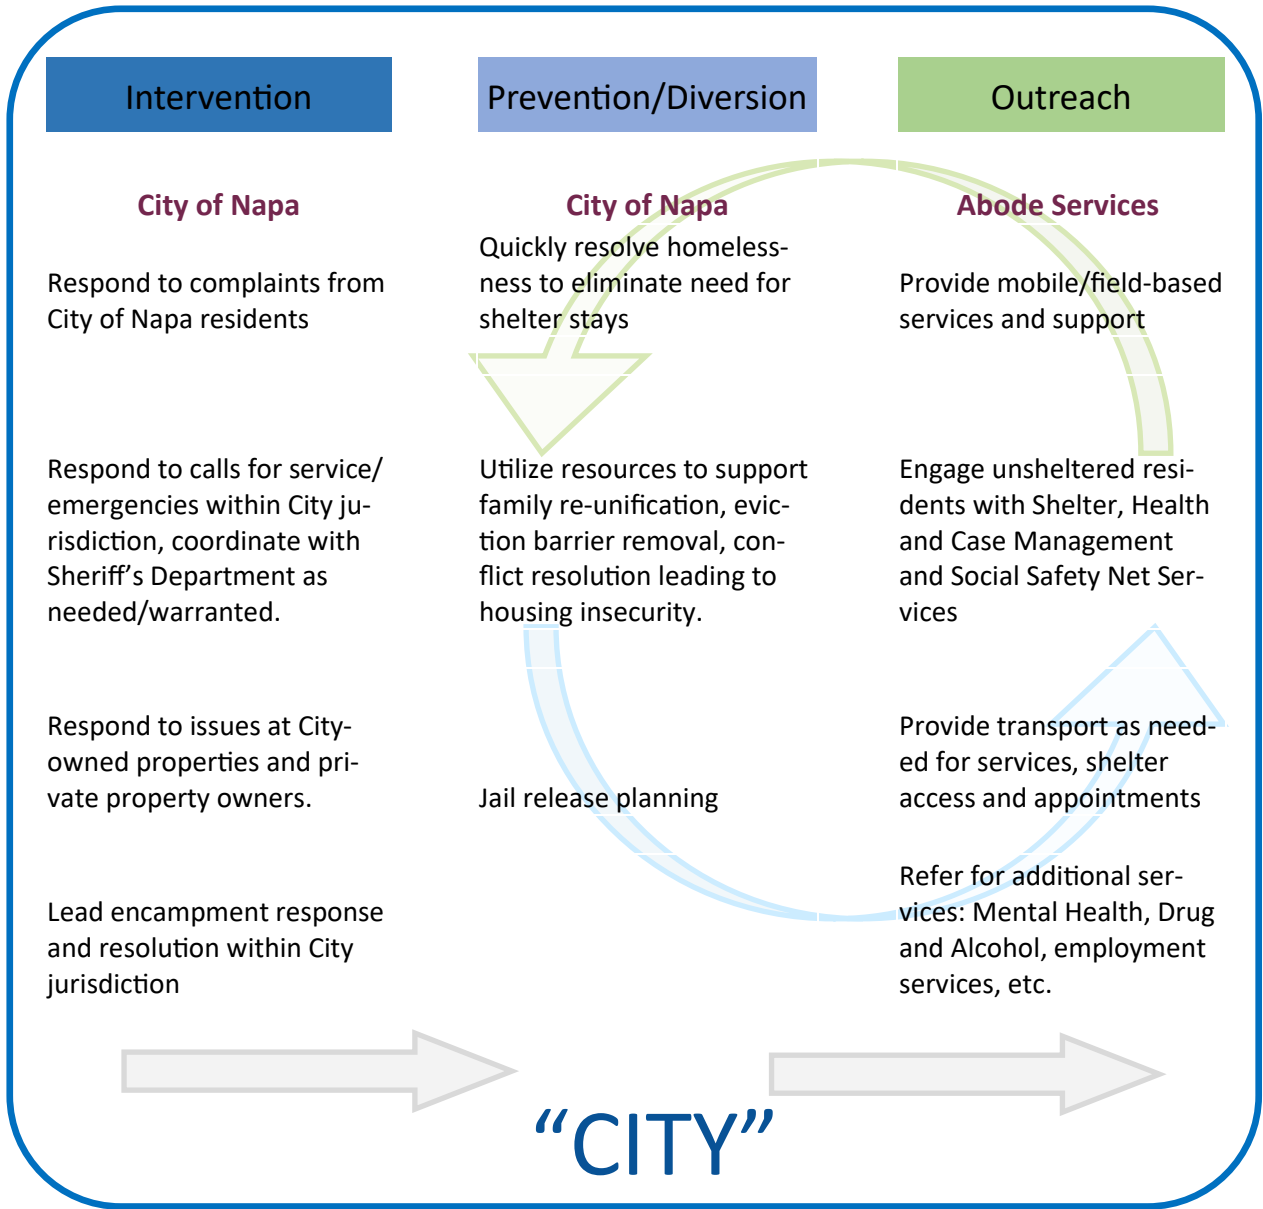 Intervention
Prevention/Diversion
Outreach
City of Napa
Respond to complaints from
City of Napa residents
Respond to calls for service/
emergencies within City ju-
risdiction, coordinate with
Sheriff’s Department as
needed/warranted.
Respond to issues at City-
owned properties and pri-
vate property owners.
Lead encampment response
and resolution within City
jurisdiction
City of Napa
Quickly resolve homeless-
ness to eliminate need for
shelter stays
Utilize resources to support
family re-unification, evic-
tion barrier removal, con-
flict resolution leading to
housing insecurity.
Jail release planning
Abode Services
Provide mobile/field-based
services and support
Engage unsheltered resi-
dents with Shelter, Health
and Case Management
and Social Safety Net Ser-
vices
Provide transport as need-
ed for services, shelter
access and appointments
Refer for additional ser-
vices: Mental Health, Drug
and Alcohol, employment
services, etc.
“CITY”